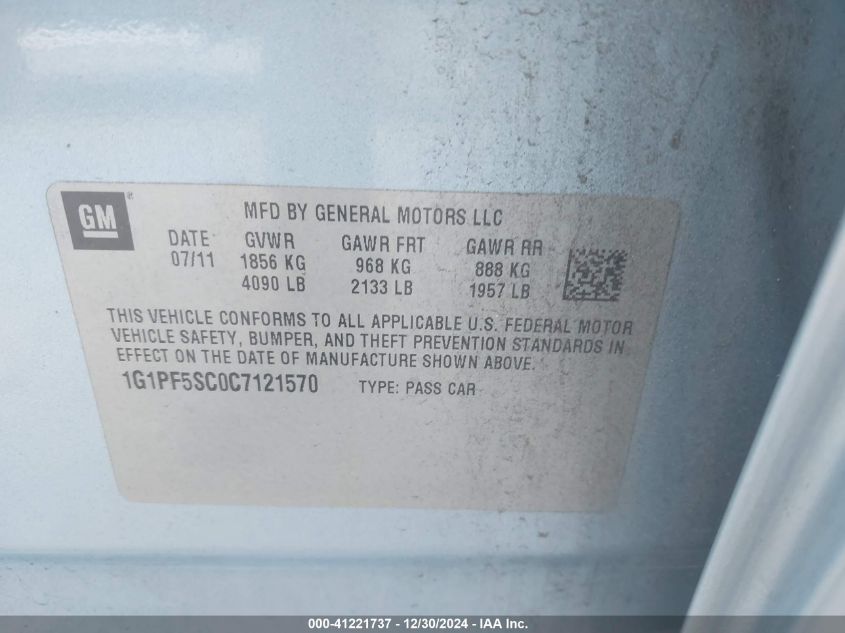 GM®
MFD BY GENERAL MOTORS LLC
DATE GVWR GAWR FRT GAWR RR
07/11 1856 KG 968 KG 888 KG
4090 LB 2133 LB 1957 LB
THIS VEHICLE CONFORMS TO ALL APPLICABLE U.S. FEDERAL MOTOR
VEHICLE SAFETY, BUMPER, AND THEFT PREVENTION STANDARDS IN
EFFECT ON THE DATE OF MANUFACTURE SHOWN ABOVE.
1G1PF5SC0C7121570 TYPE: PASS CAR
000-41221737 - 12/30/2024 - IAA Inc.